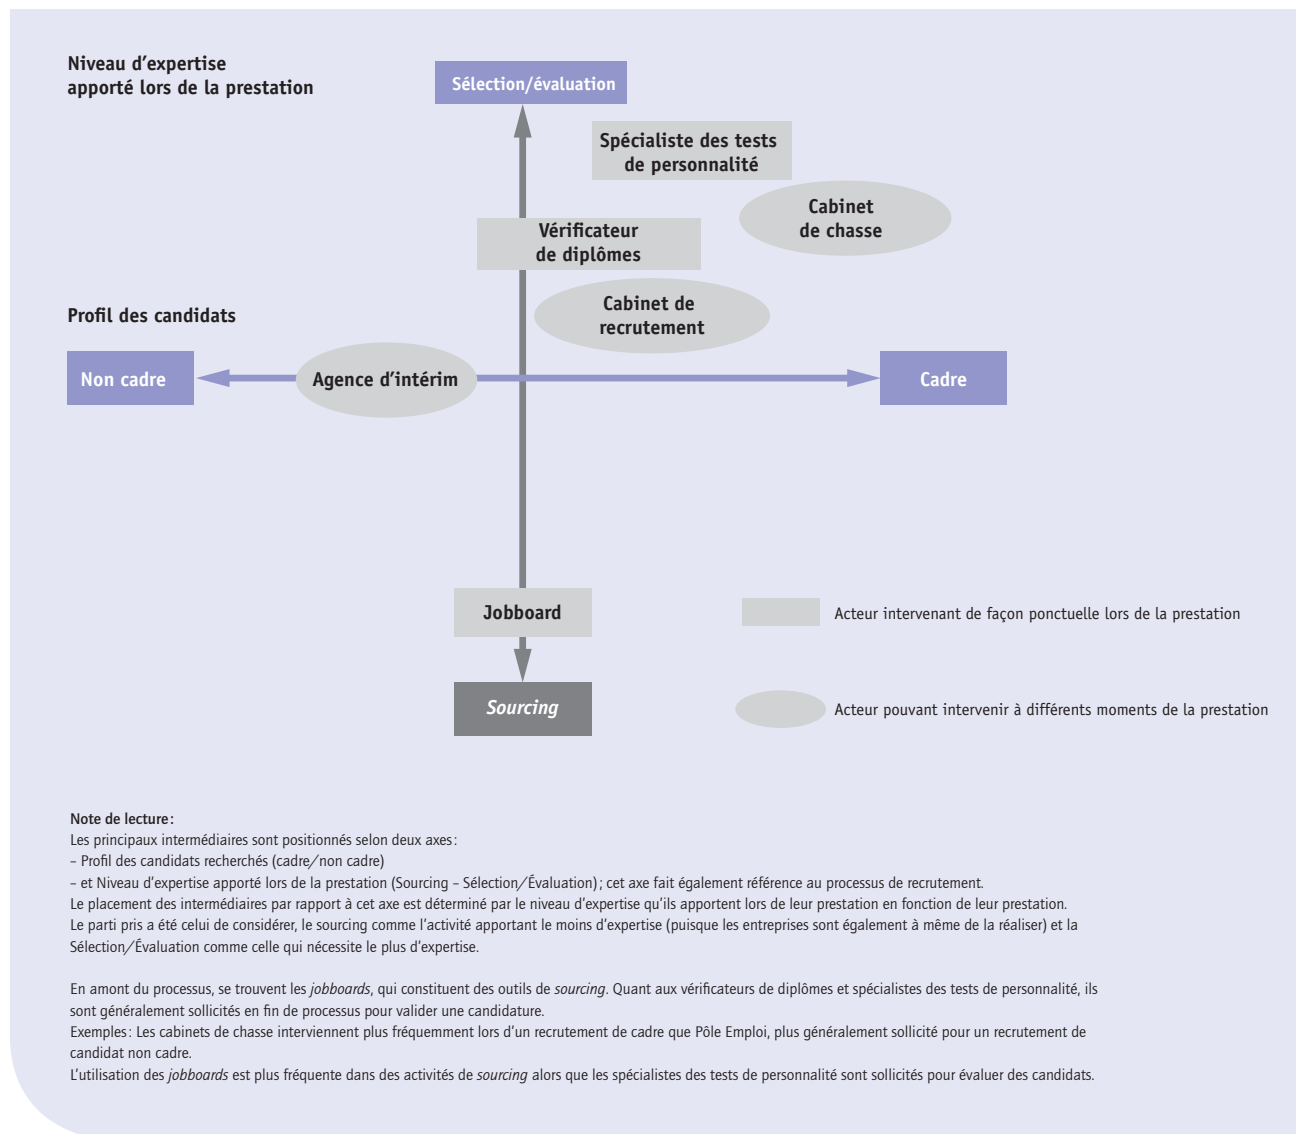 Niveau d'expertise
apporté lors de la prestation
Sélection/évaluation
Spécialiste des tests
de personnalité
Cabinet
de chasse
Vérificateur
de diplômes
Cabinet de
recrutement
Profil des candidats
Non cadre
Agence d'intérim
Cadre
Jobboard
Acteur intervenant de façon ponctuelle lors de la prestation
Sourcing
Acteur pouvant intervenir à différents moments de la prestation
Note de lecture :
Les principaux intermédiaires sont positionnés selon deux axes :
– Profil des candidats recherchés (cadre/non cadre)
– et Niveau d'expertise apporté lors de la prestation (Sourcing – Sélection/Évaluation) ; cet axe fait également référence au processus de recrutement.
Le placement des intermédiaires par rapport à cet axe est déterminé par le niveau d'expertise qu'ils apportent lors de leur prestation en fonction de leur prestation.
Le parti pris a été celui de considérer, le sourcing comme l'activité apportant le moins d'expertise (puisque les entreprises sont également à même de la réaliser) et la
Sélection/Évaluation comme celle qui nécessite le plus d'expertise.
En amont du processus, se trouvent les jobboards, qui constituent des outils de sourcing. Quant aux vérificateurs de diplômes et spécialistes des tests de personnalité, ils
sont généralement sollicités en fin de processus pour valider une candidature.
Exemples : Les cabinets de chasse interviennent plus fréquemment lors d'un recrutement de cadre que Pôle Emploi, plus généralement sollicité pour un recrutement de
candidat non cadre.
L'utilisation des jobboards est plus fréquente dans des activités de sourcing alors que les spécialistes des tests de personnalité sont sollicités pour évaluer des candidats.